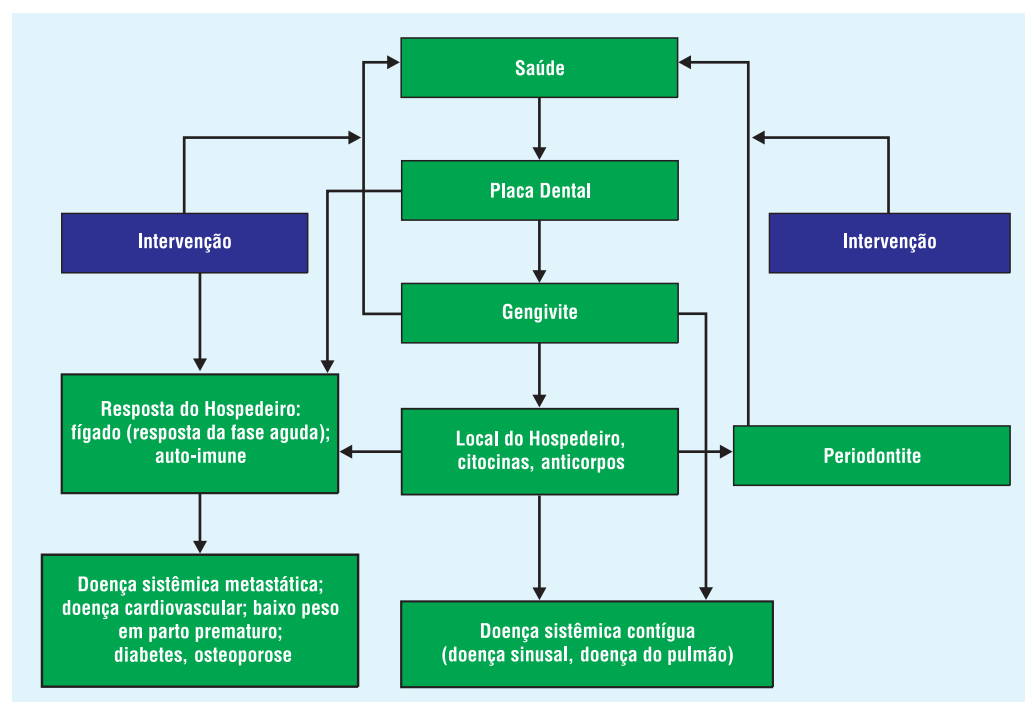 Saúde
Placa Dental
Intervenção
Intervenção
Gengivite
Resposta do Hospedeiro:
fígado (resposta da fase aguda);
auto-imune
Local do Hospedeiro,
citocinas, anticorpos
Periodontite
Doença sistêmica metastática;
doença cardiovascular; baixo peso
em parto prematuro;
diabetes, osteoporose
Doença sistêmica contígua
(doença sinusal, doença do pulmão)